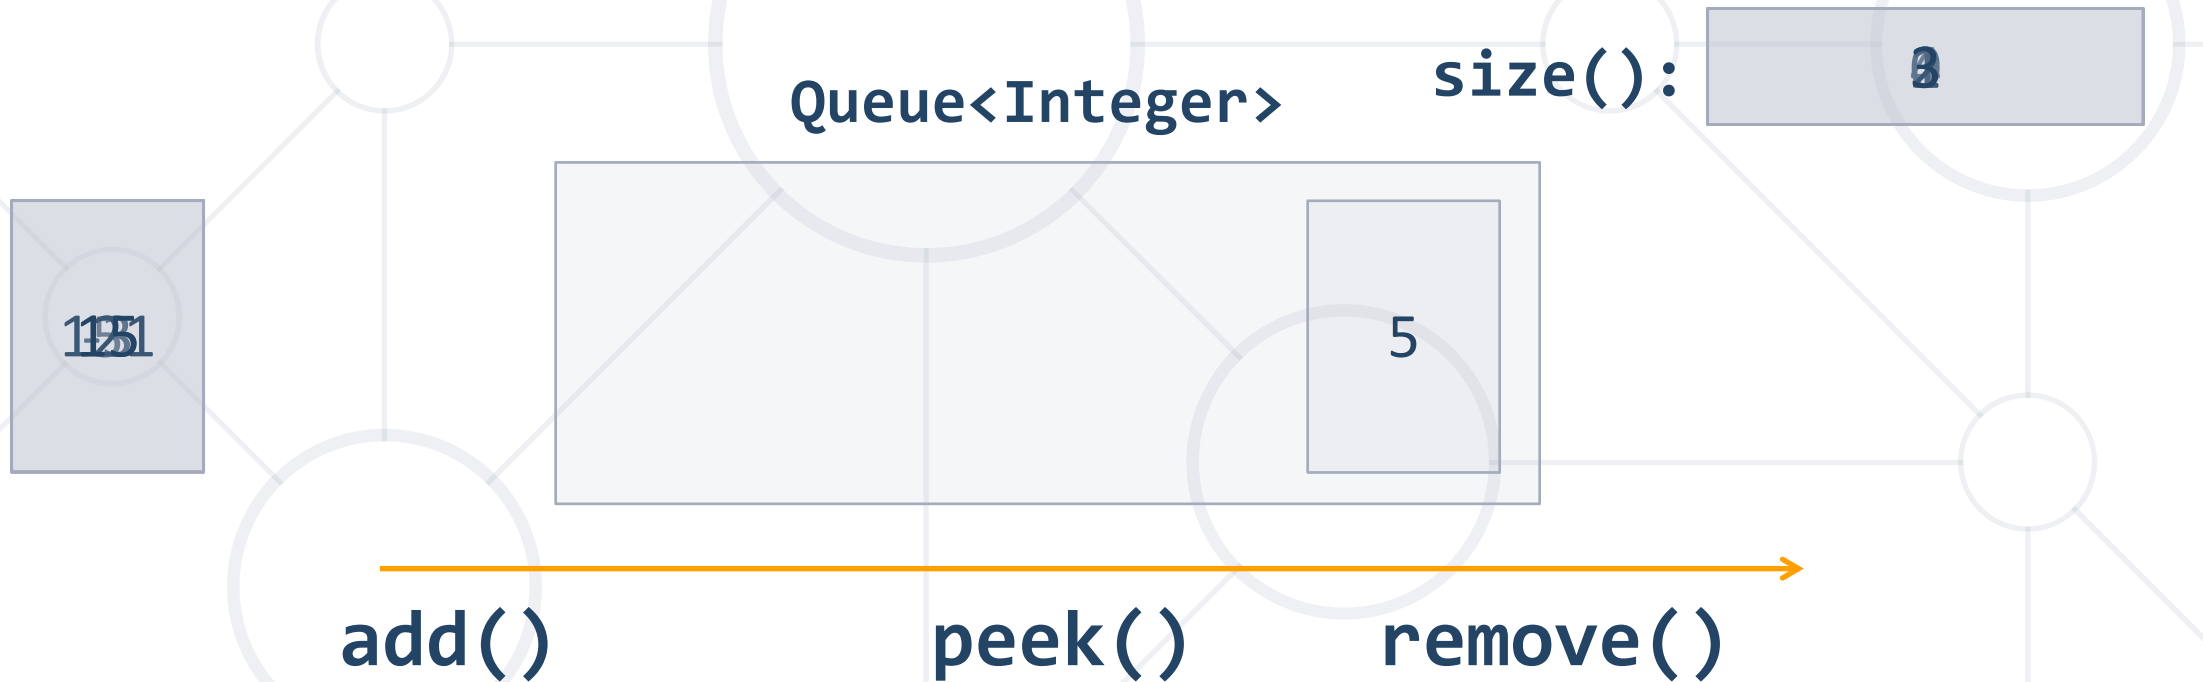 size():
Queue<Integer>
5
add() peek() remove()